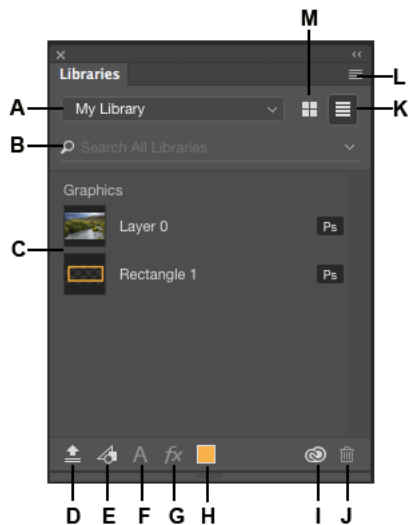 M
Libraries
L
A
My Library
K
B
Search All Libraries
Graphics
Layer 0
Ps
C
Rectangle 1
Ps
A
fx
D E F G H I J